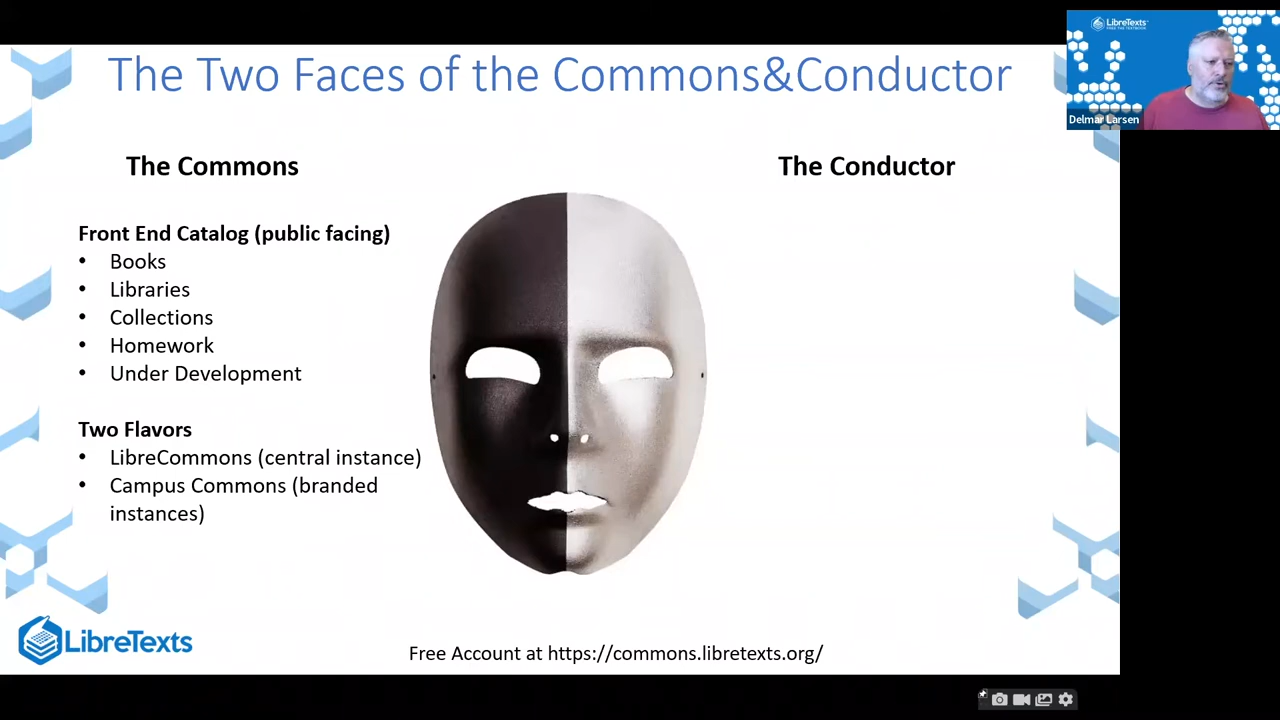 The Two Faces of the Commons&Conductor
LibreTexts
Delmar Larsen
The Commons
The Conductor
Front End Catalog (public facing)
• Books
• Libraries
• Collections
• Homework
• Under Development
Two Flavors
• LibreCommons (central instance)
• Campus Commons (branded
instances)
LibreTexts
Free Account at https://commons.libretexts.org/